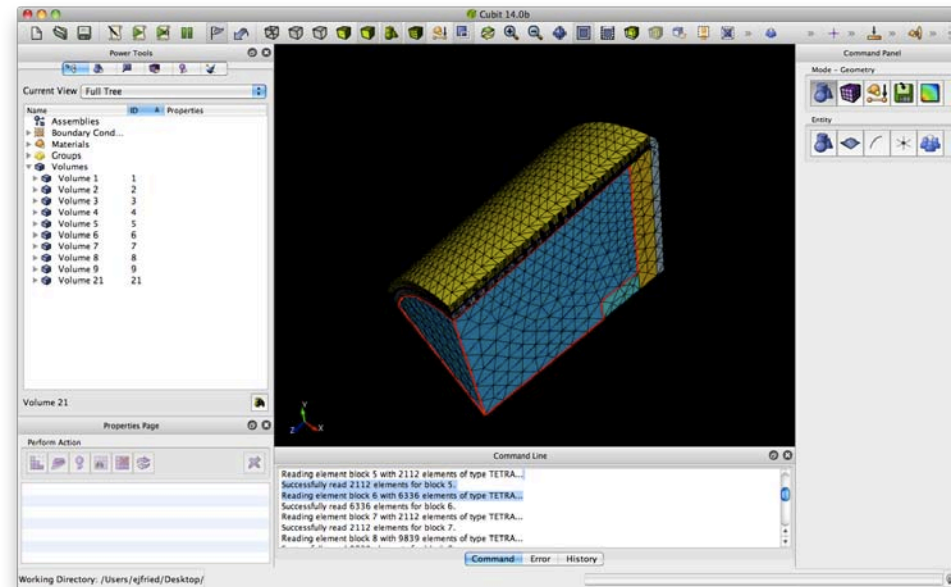 Cubit 14.0b
Power Tools
Current View Full Tree
Name ID Properties
Assemblies
Boundary Cond...
Materials
Groups
Volumes
Volume 1 1
Volume 2 2
Volume 3 3
Volume 4 4
Volume 5 5
Volume 6 6
Volume 7 7
Volume 8 8
Volume 9 9
Volume 21 21
Volume 21
Properties Page
Perform Action
Command Panel
Mode - Geometry
Entity
Y
Z X
Command Line
Reading element block 5 with 2112 elements of type TETRA...
Successfully read 2112 elements for block 5.
Reading element block 6 with 6336 elements of type TETRA...
Successfully read 6336 elements for block 6.
Reading element block 7 with 2112 elements of type TETRA...
Successfully read 2112 elements for block 7.
Reading element block 8 with 9839 elements of type TETRA...
Command Error History
Working Directory: /Users/ejfried/Desktop/